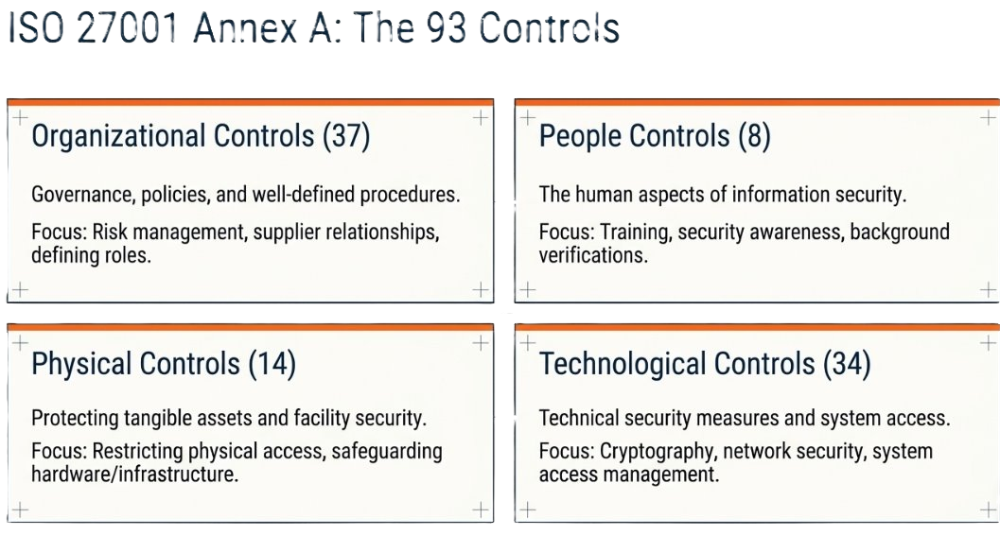 ISO 27001 Annex A: The 93 Controls
Organizational Controls (37)
Governance, policies, and well-defined procedures.
Focus: Risk management, supplier relationships,
defining roles.
People Controls (8)
The human aspects of information security.
Focus: Training, security awareness, background
verifications.
Physical Controls (14)
Protecting tangible assets and facility security.
Focus: Restricting physical access, safeguarding
hardware/infrastructure.
Technological Controls (34)
Technical security measures and system access.
Focus: Cryptography, network security, system
access management.